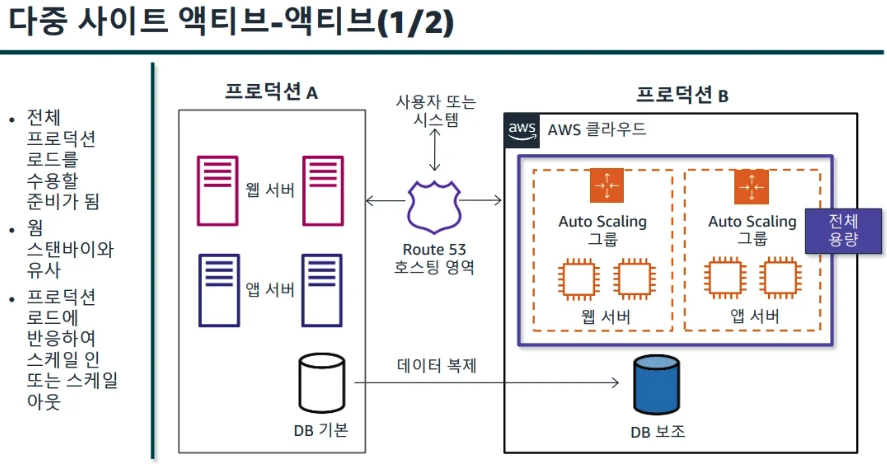 다중 사이트 액티브-액티브(1/2)
• 전체
프로덕션
로드를
수용할
준비가 됨
• 웜
스탠바이와
유사
• 프로덕션
로드에
반응하여
스케일 인
또는 스케일
아웃
프로덕션 A
웹 서버
앱 서버
DB 기본
사용자 또는
시스템
Route 53
호스팅 영역
데이터 복제
프로덕션 B
aws
AWS 클라우드
Auto Scaling
그룹
웹 서버
Auto Scaling
그룹
앱 서버
전체
용량
DB 보조